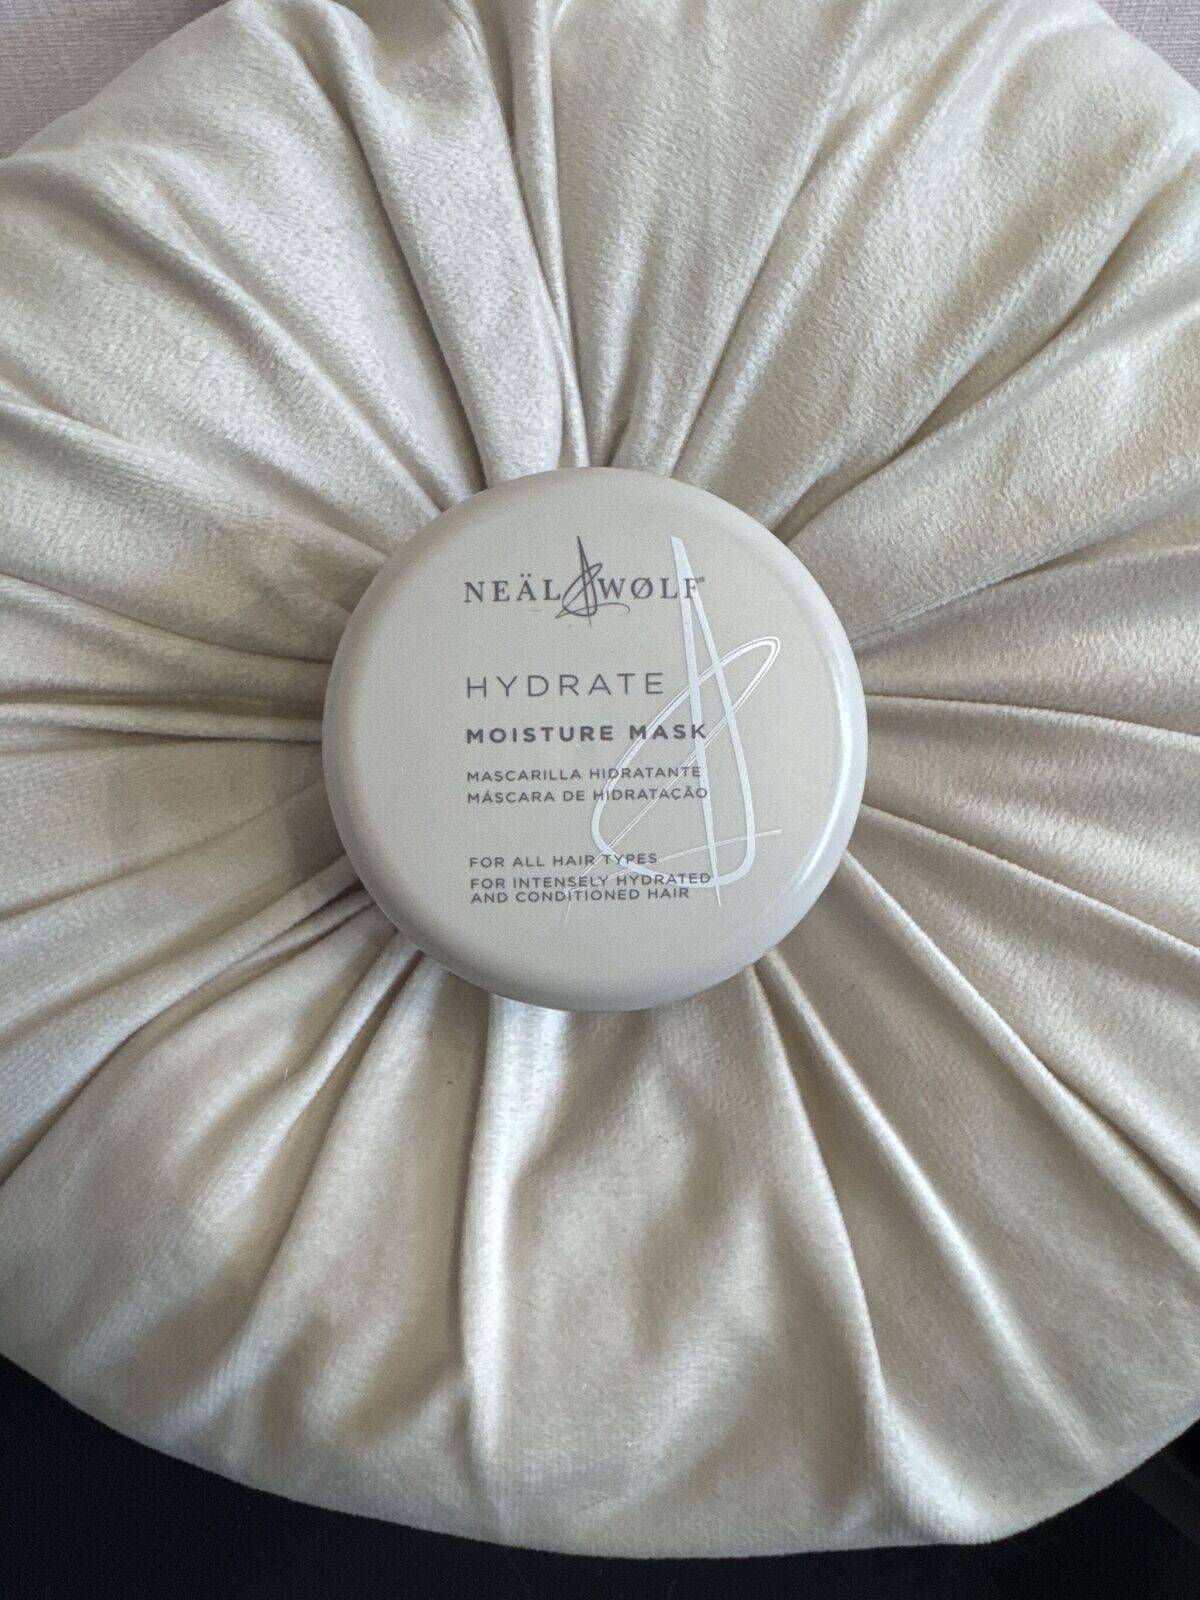 NEÄL & WØLF®
HYDRATE
MOISTURE MASK
MASCARILLA HIDRATANTE
MÁSCARA DE HIDRATAÇÃO
FOR ALL HAIR TYPES
FOR INTENSELY HYDRATED
AND CONDITIONED HAIR